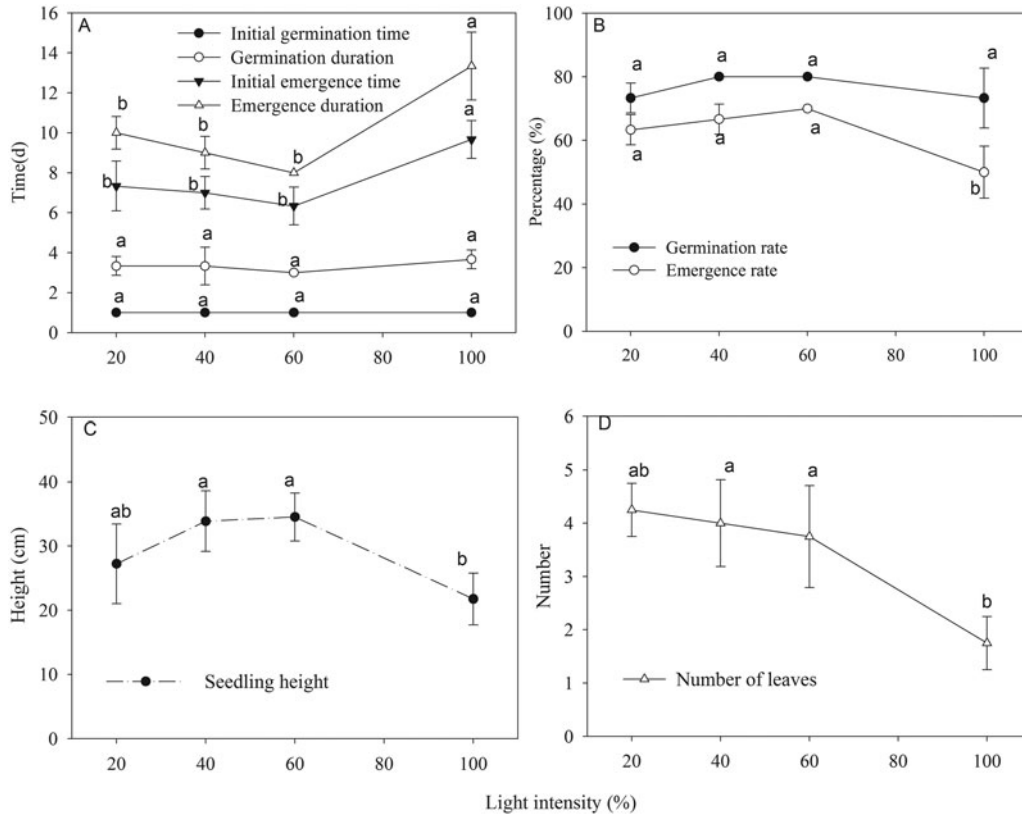 A
Initial germination time
Germination duration
Initial emergence time
Emergence duration
16
14
12
10
8
6
4
2
0
Time(d)
b
b
b
a
b
b
b
a
a
a
a
a
a
a
a
a
20 40 60 80 100
B
100
80
60
40
20
0
Percentage (%)
a
a
a
a
a
a
a
b
Germination rate
Emergence rate
20 40 60 80 100
C
50
40
30
20
10
0
Height (cm)
ab
a
a
b
Seedling height
20 40 60 80 100
D
6
5
4
3
2
1
0
Number
ab
a
a
b
Number of leaves
20 40 60 80 100
Light intensity (%)